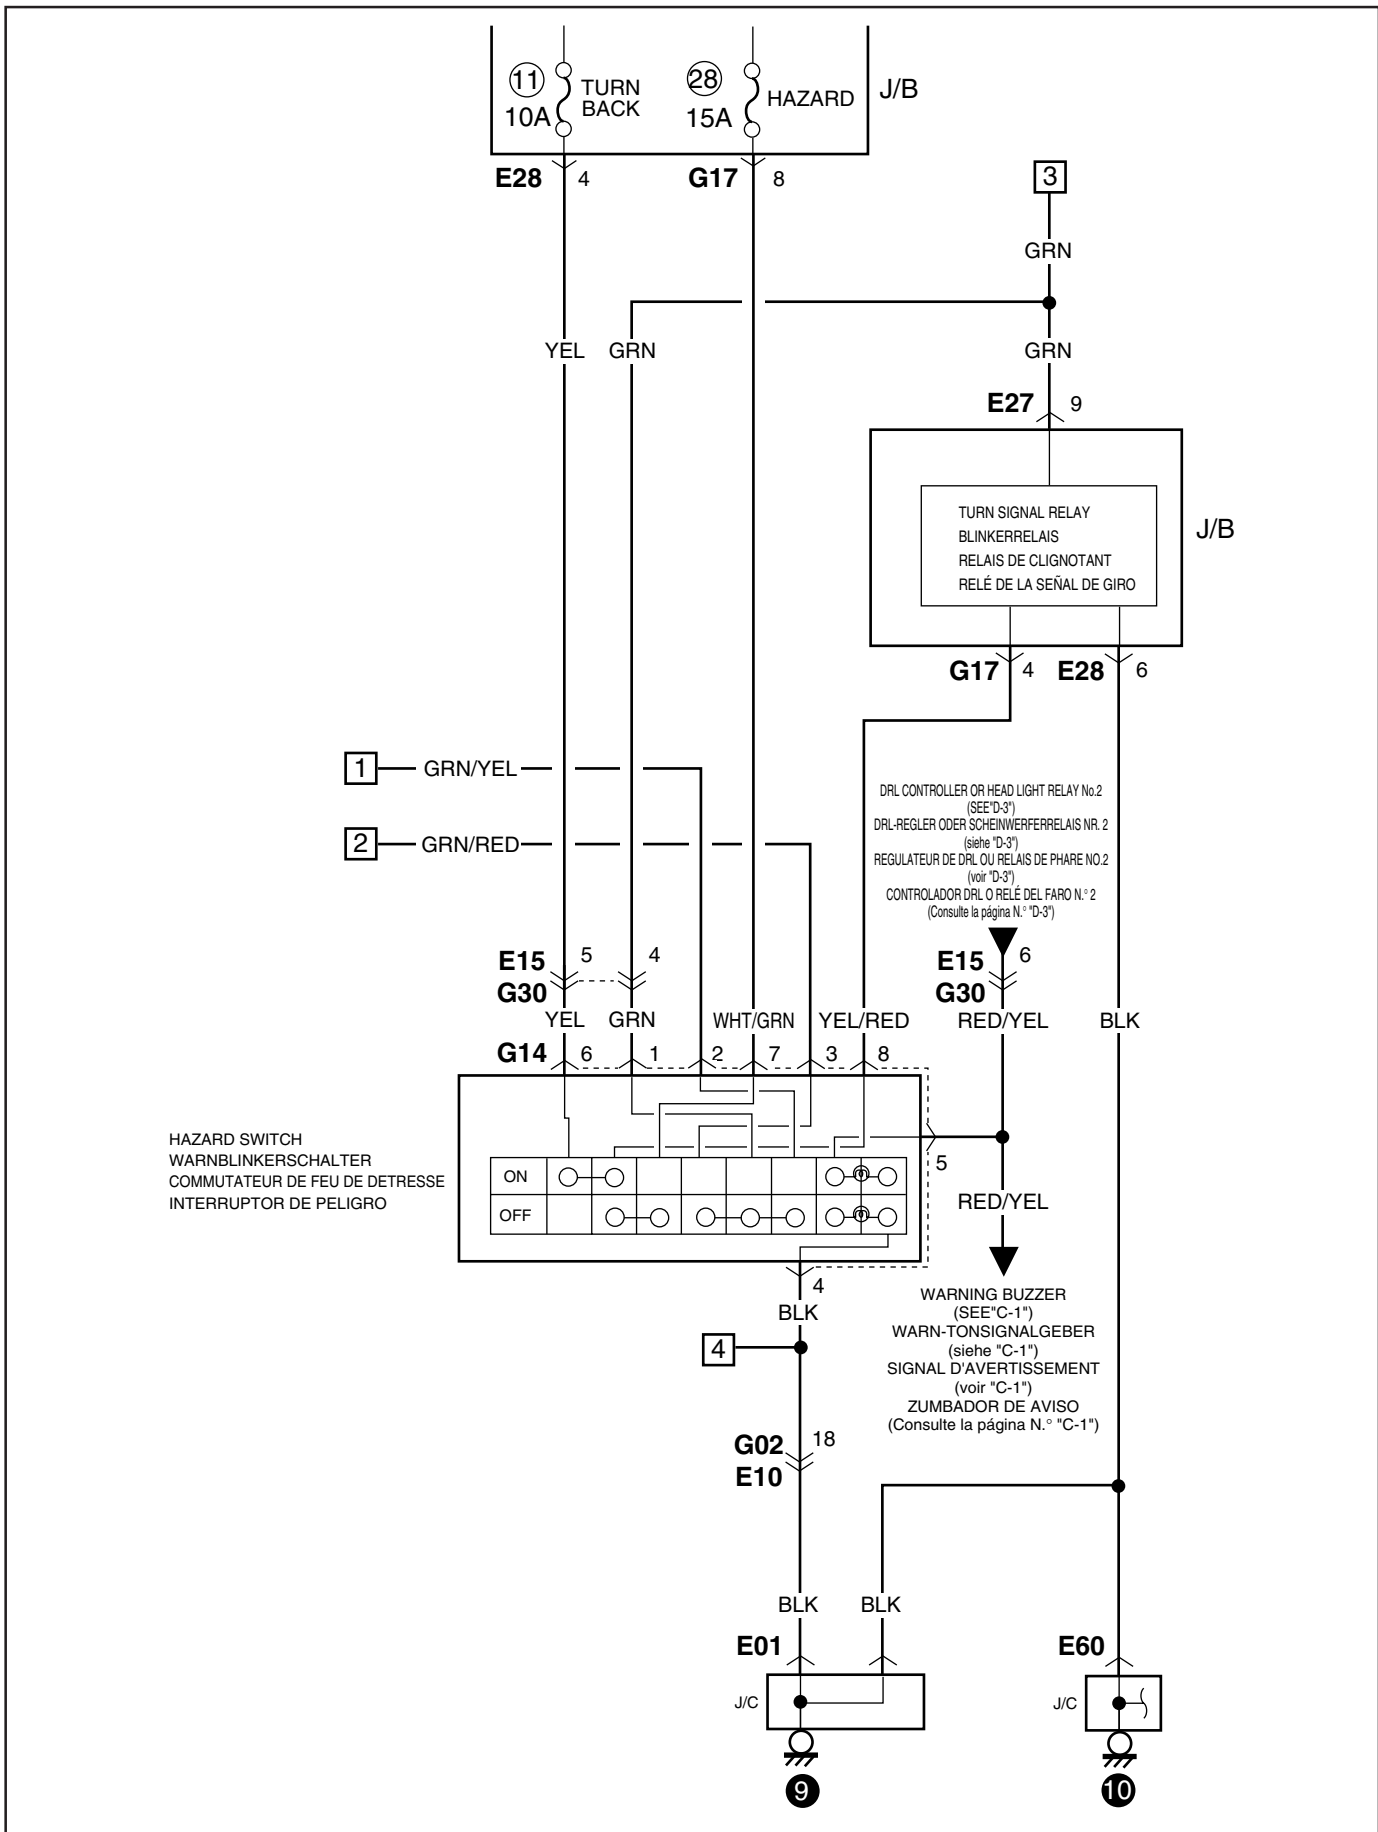 11
10A
TURN
BACK
28
15A
HAZARD
J/B
E28
4
G17
8
3
GRN
YEL
GRN
GRN
E27
9
TURN SIGNAL RELAY
BLINKERRELAIS
RELAIS DE CLIGNOTANT
RELÉ DE LA SEÑAL DE GIRO
J/B
G17
4
E28
6
1
GRN/YEL
2
GRN/RED
DRL CONTROLLER OR HEAD LIGHT RELAY No.2
(SEE"D-3")
DRL-REGLER ODER SCHEINWERFERRELAIS NR. 2
(siehe "D-3")
REGULATEUR DE DRL OU RELAIS DE PHARE NO.2
(voir "D-3")
CONTROLADOR DRL O RELÉ DEL FARO N.° 2
(Consulte la página N.° "D-3")
E15
5
4
G30
E15
6
G30
YEL
GRN
WHT/GRN
YEL/RED
RED/YEL
BLK
G14
6
1
2
7
3
8
HAZARD SWITCH
WARNBLINKERSCHALTER
COMMUTATEUR DE FEU DE DETRESSE
INTERRUPTOR DE PELIGRO
ON
OFF
5
RED/YEL
4
BLK
4
WARNING BUZZER
(SEE"C-1")
WARN-TONSIGNALGEBER
(siehe "C-1")
SIGNAL D'AVERTISSEMENT
(voir "C-1")
ZUMBADOR DE AVISO
(Consulte la página N.° "C-1")
G02
18
E10
BLK
BLK
E01
E60
J/C
J/C
9
10